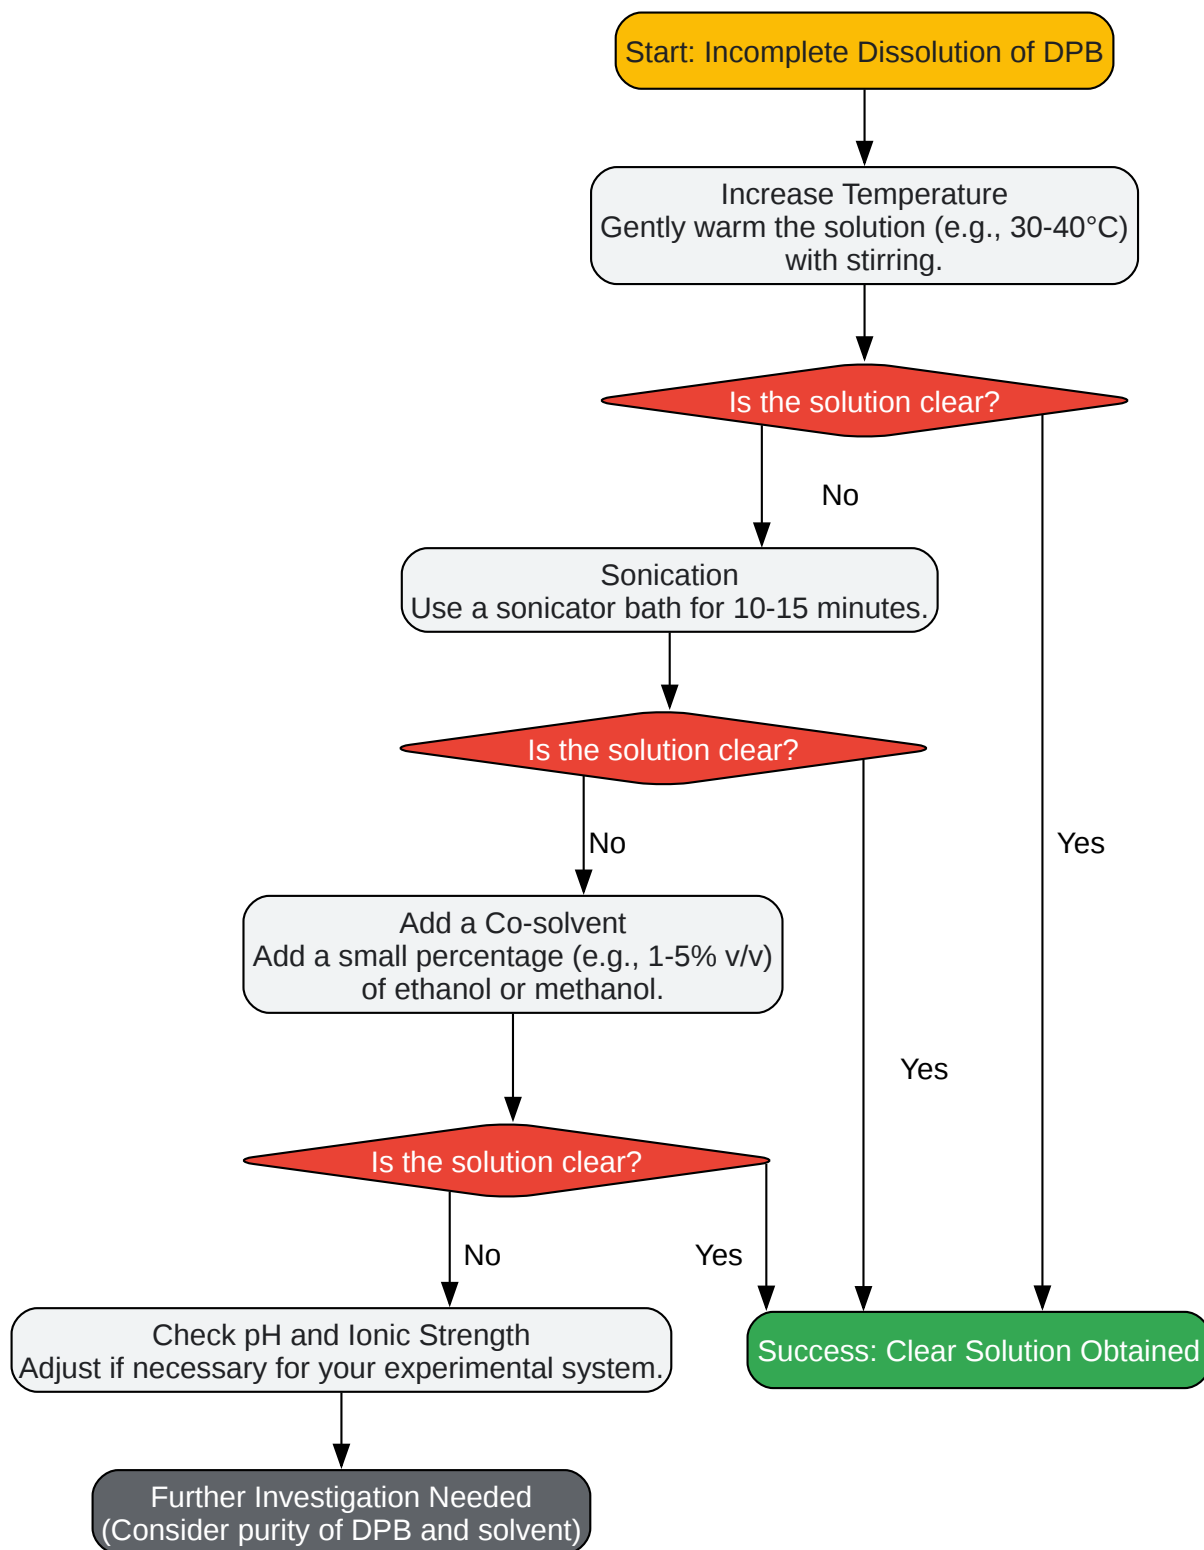 Start: Incomplete Dissolution of DPB
Increase Temperature
Gently warm the solution (e.g., 30-40°C)
with stirring.
Is the solution clear?
No
Sonication
Use a sonicator bath for 10-15 minutes.
Is the solution clear?
No
Yes
Add a Co-solvent
Add a small percentage (e.g., 1-5% v/v)
of ethanol or methanol.
Yes
Is the solution clear?
No
Yes
Check pH and Ionic Strength
Adjust if necessary for your experimental system.
Success: Clear Solution Obtained
Further Investigation Needed
(Consider purity of DPB and solvent)